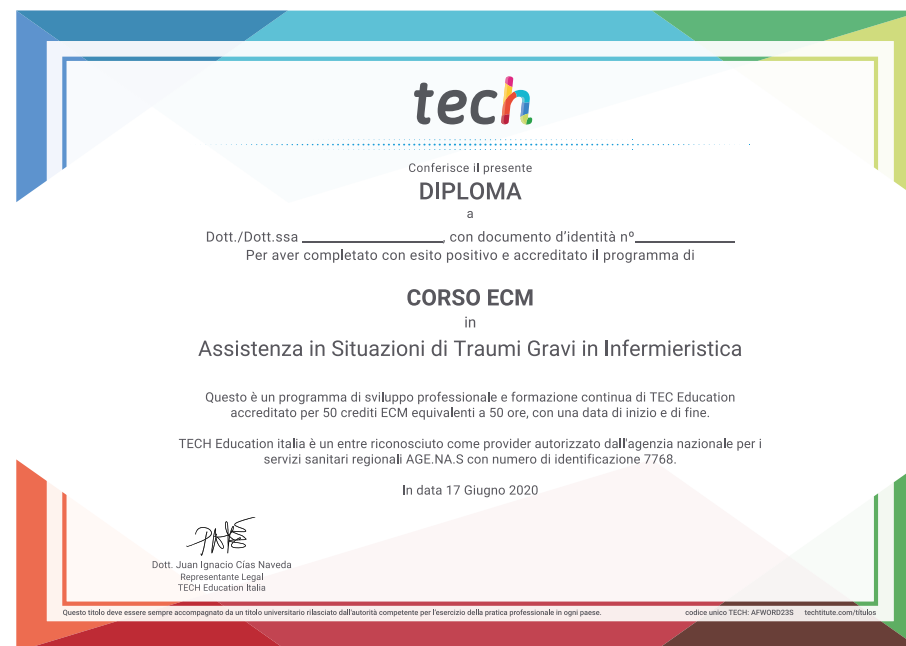 tech
Conferisce il presente
DIPLOMA
a
Dott./Dott.ssa ____________________, con documento d'identità nº______________
Per aver completato con esito positivo e accreditato il programma di
CORSO ECM
in
Assistenza in Situazioni di Traumi Gravi in Infermieristica
Questo è un programma di sviluppo professionale e formazione continua di TEC Education
accreditato per 50 crediti ECM equivalenti a 50 ore, con una data di inizio e di fine.
TECH Education italia è un entre riconosciuto come provider autorizzato dall'agenzia nazionale per i
servizi sanitari regionali AGE.NA.S con numero di identificazione 7768.
In data 17 Giugno 2020
Dott. Juan Ignacio Cías Naveda
Representante Legal
TECH Education Italia
Questo titolo deve essere sempre accompagnato da un titolo universitario rilasciato dall'autorità competente per l'esercizio della pratica professionale in ogni paese. codice unico TECH: AFWORD23S techtitute.com/títulos